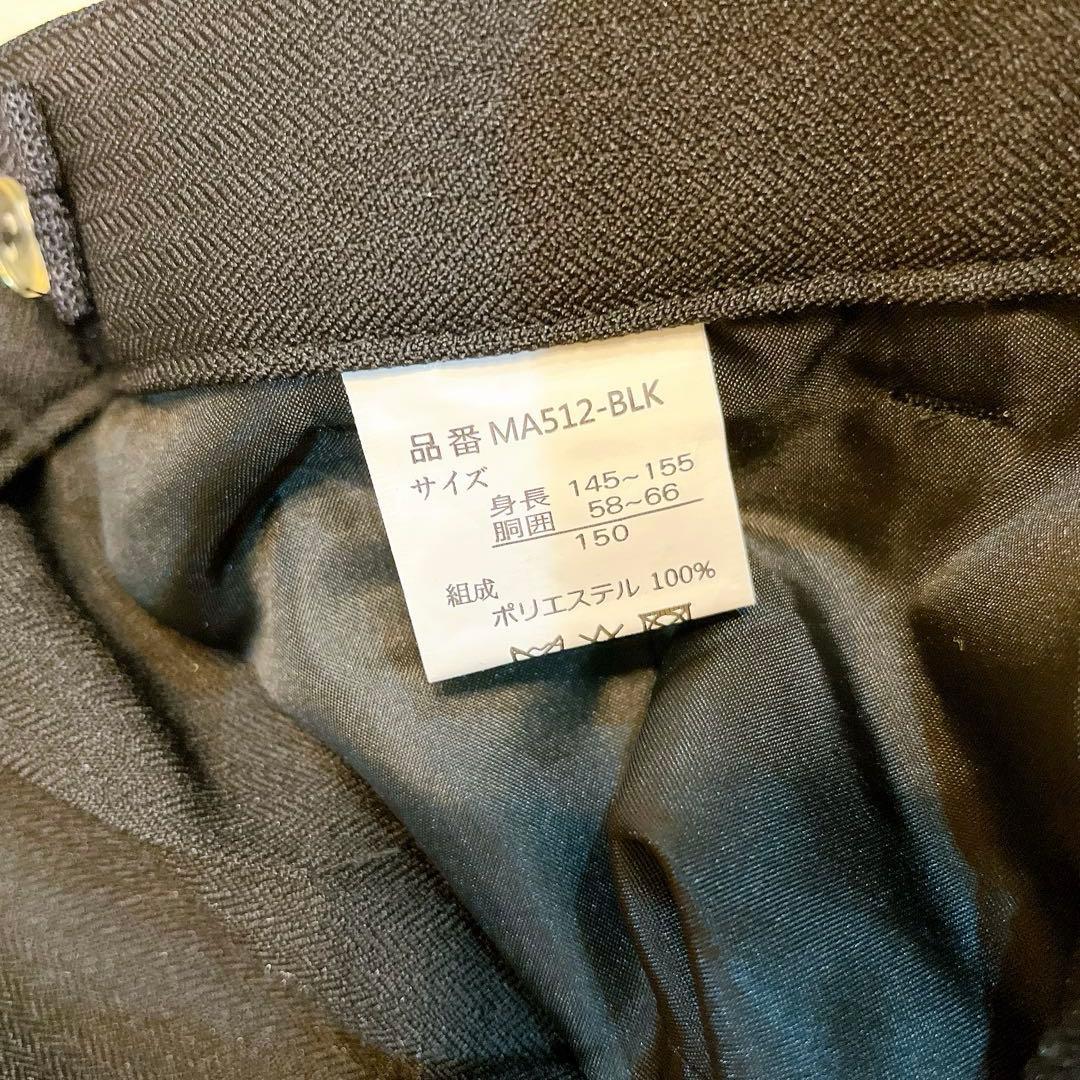 品番 MA512-BLK
サイズ
身長 145~155
胴囲 58~66
150
組成
ポリエステル 100%